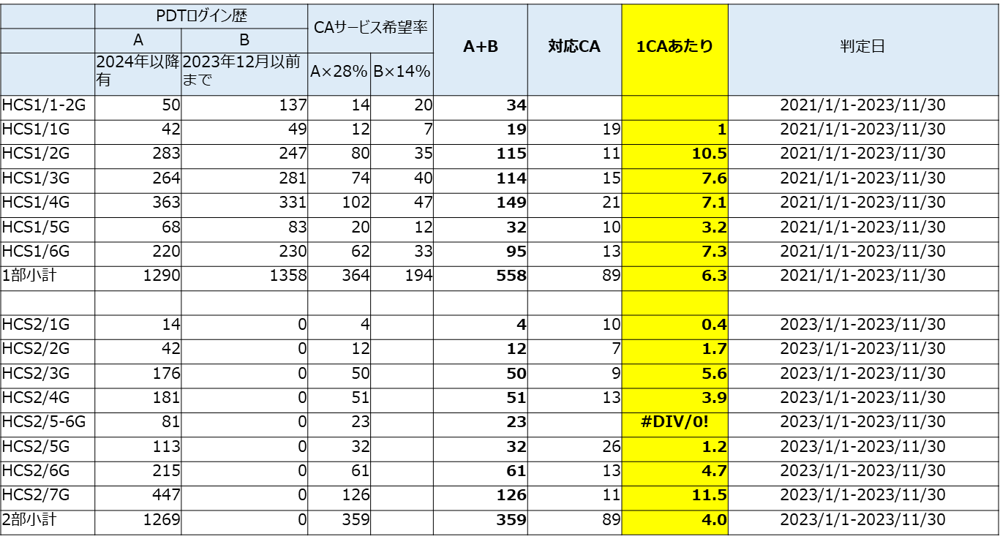 PDTログイン歴 CAサービス希望率 A+B 対応CA 1CAあたり 判定日
A B
2024年以降有 2023年12月以前まで A×28% B×14%
HCS1/1-2G 50 137 14 20 34 2021/1/1-2023/11/30
HCS1/1G 42 49 12 7 19 19 1 2021/1/1-2023/11/30
HCS1/2G 283 247 80 35 115 11 10.5 2021/1/1-2023/11/30
HCS1/3G 264 281 74 40 114 15 7.6 2021/1/1-2023/11/30
HCS1/4G 363 331 102 47 149 21 7.1 2021/1/1-2023/11/30
HCS1/5G 68 83 20 12 32 10 3.2 2021/1/1-2023/11/30
HCS1/6G 220 230 62 33 95 13 7.3 2021/1/1-2023/11/30
1部小計 1290 1358 364 194 558 89 6.3 2021/1/1-2023/11/30
HCS2/1G 14 0 4 4 10 0.4 2023/1/1-2023/11/30
HCS2/2G 42 0 12 12 7 1.7 2023/1/1-2023/11/30
HCS2/3G 176 0 50 50 9 5.6 2023/1/1-2023/11/30
HCS2/4G 181 0 51 51 13 3.9 2023/1/1-2023/11/30
HCS2/5-6G 81 0 23 23 #DIV/0! 2023/1/1-2023/11/30
HCS2/5G 113 0 32 32 26 1.2 2023/1/1-2023/11/30
HCS2/6G 215 0 61 61 13 4.7 2023/1/1-2023/11/30
HCS2/7G 447 0 126 126 11 11.5 2023/1/1-2023/11/30
2部小計 1269 0 359 359 89 4.0 2023/1/1-2023/11/30